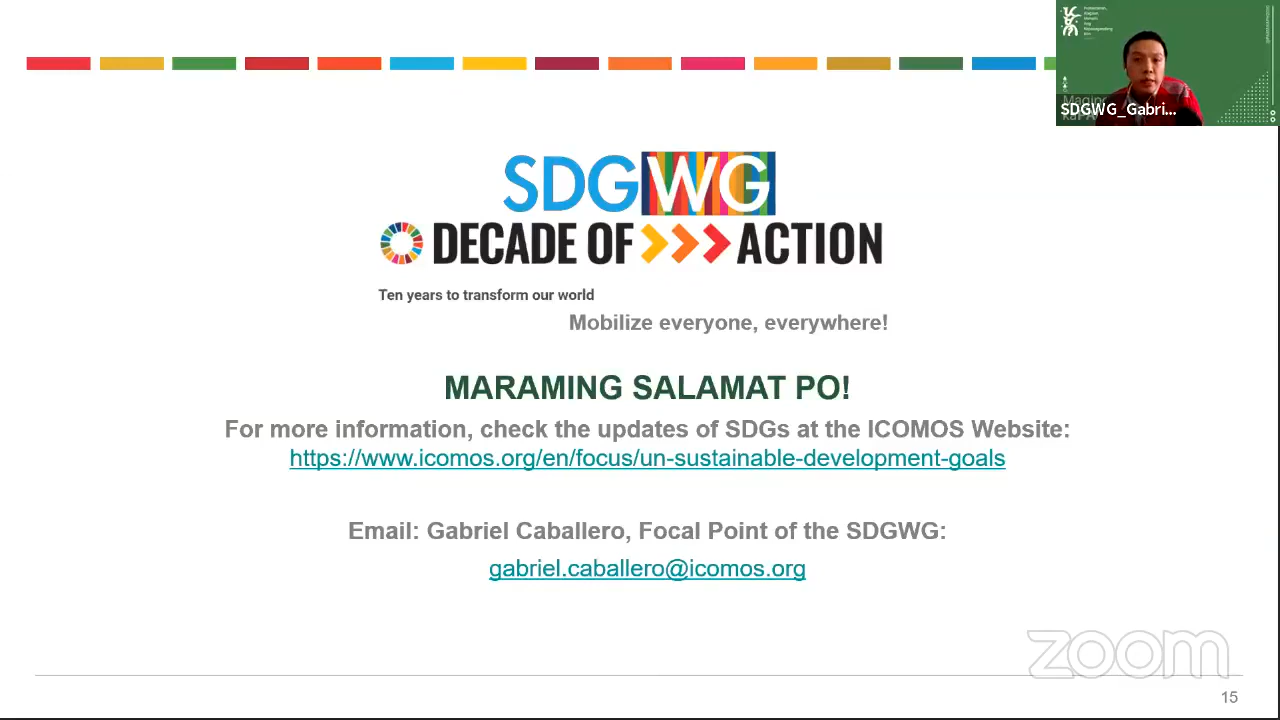 SDGWG
DECADE OF >>> ACTION
Ten years to transform our world
Mobilize everyone, everywhere!
MARAMING SALAMAT PO!
For more information, check the updates of SDGs at the ICOMOS Website:
https://www.icomos.org/en/focus/un-sustainable-development-goals
Email: Gabriel Caballero, Focal Point of the SDGWG:
gabriel.caballero@icomos.org
SDGWG_Gabri...
zoom
15